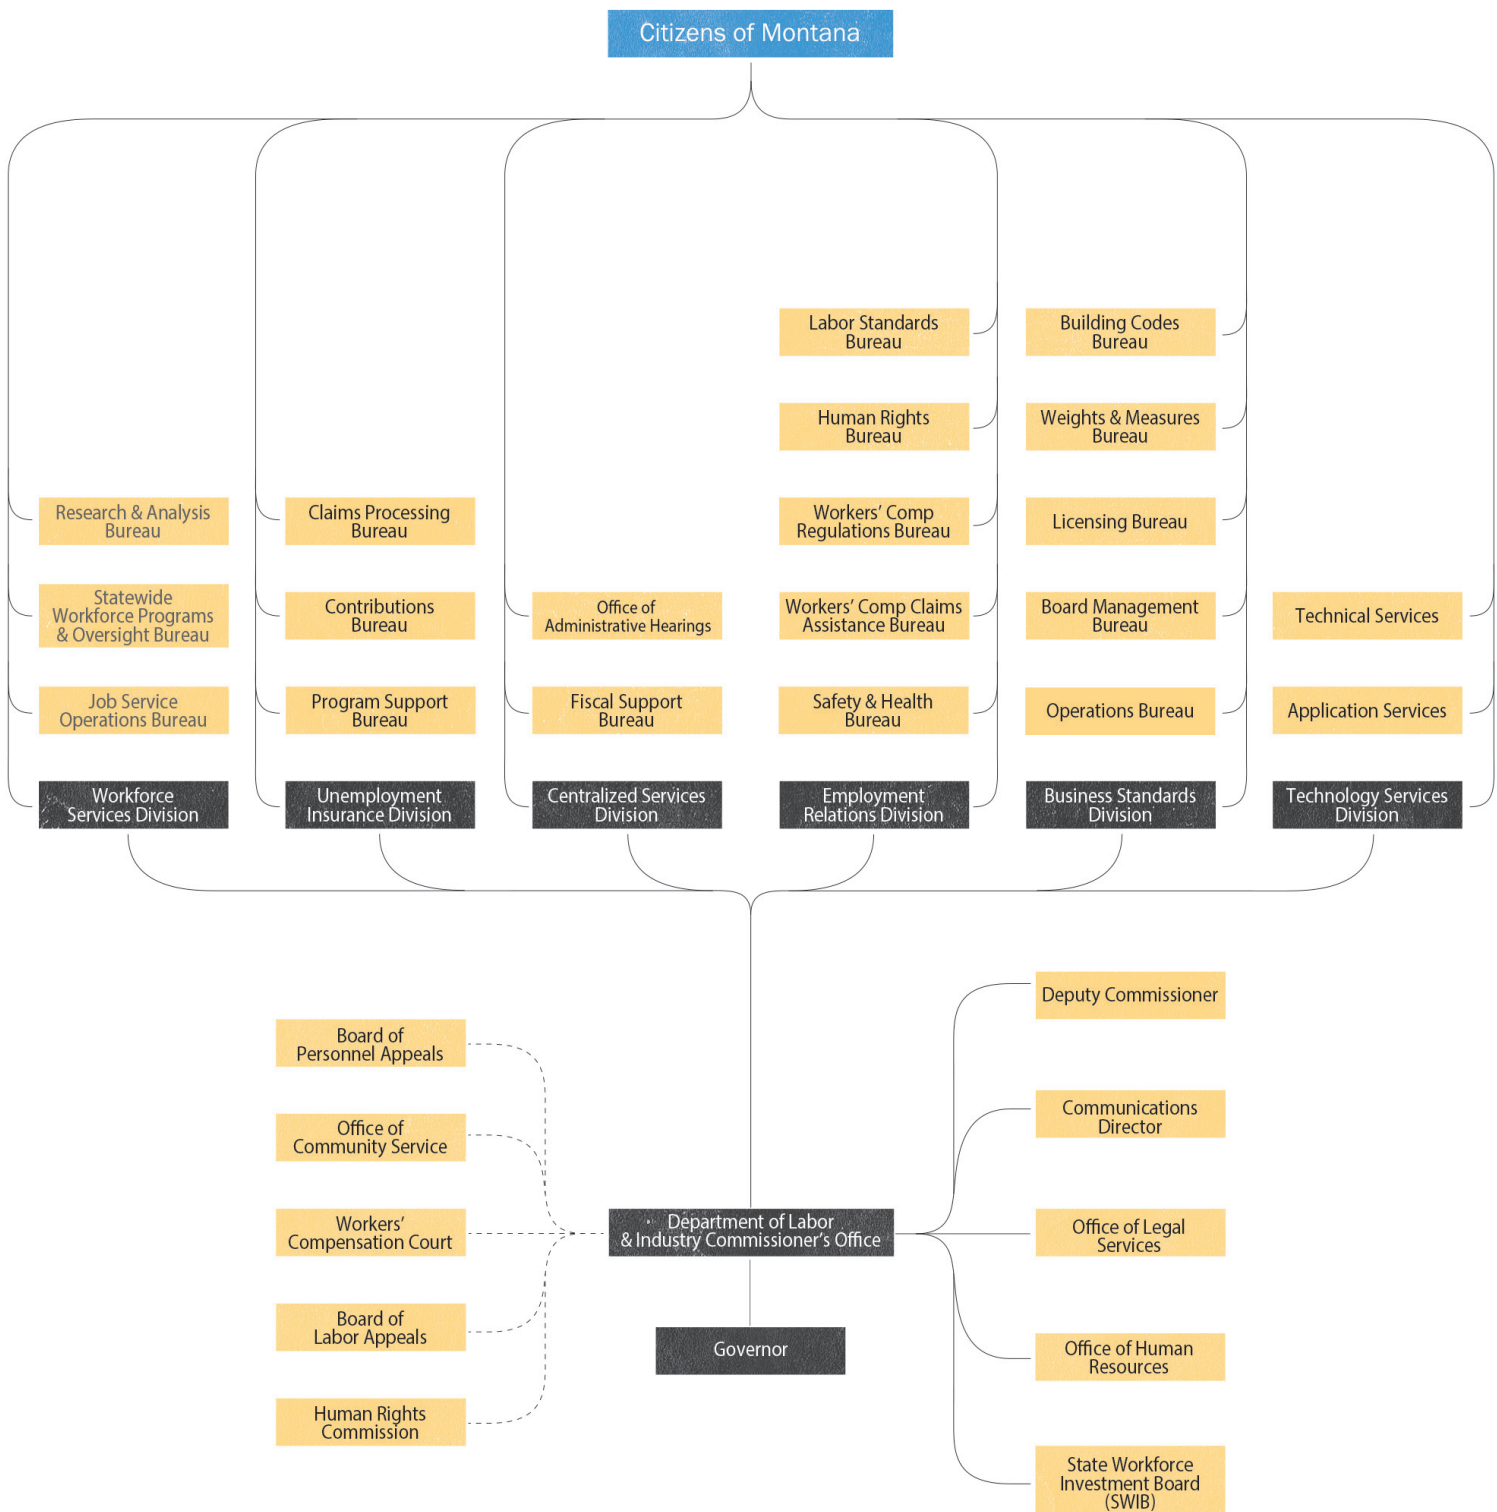 Citizens of Montana
Labor Standards
Bureau
Building Codes
Bureau
Human Rights
Bureau
Weights & Measures
Bureau
Research & Analysis
Bureau
Claims Processing
Bureau
Workers’ Comp
Regulations Bureau
Licensing Bureau
Statewide
Workforce Programs
& Oversight Bureau
Contributions
Bureau
Office of
Administrative Hearings
Workers’ Comp Claims
Assistance Bureau
Board Management
Bureau
Technical Services
Job Service
Operations Bureau
Program Support
Bureau
Fiscal Support
Bureau
Safety & Health
Bureau
Operations Bureau
Application Services
Workforce
Services Division
Unemployment
Insurance Division
Centralized Services
Division
Employment
Relations Division
Business Standards
Division
Technology Services
Division
Board of
Personnel Appeals
Office of
Community Service
Workers’
Compensation Court
Board of
Labor Appeals
Human Rights
Commission
Department of Labor
& Industry Commissioner’s Office
Governor
Deputy Commissioner
Communications
Director
Office of Legal
Services
Office of Human
Resources
State Workforce
Investment Board
(SWIB)